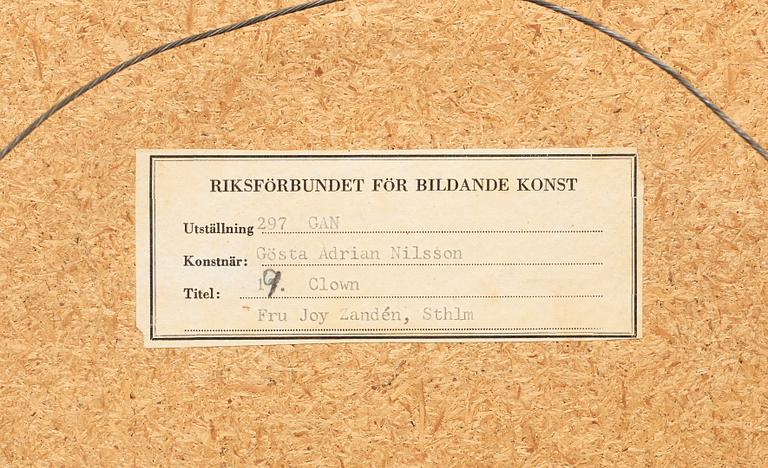 RIKSFÖRBUNDET FÖR BILDANDE KONST
Utställning 297 GAN
Konstnär: Gösta Adrian Nilsson
Titel: 19. Clown
Fru Joy Zandén, Sthlm